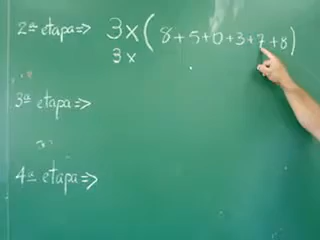 2ª etapa=> 3x(8+5+0+3+7+8)
3x
3ª etapa=>
4ª etapa=>